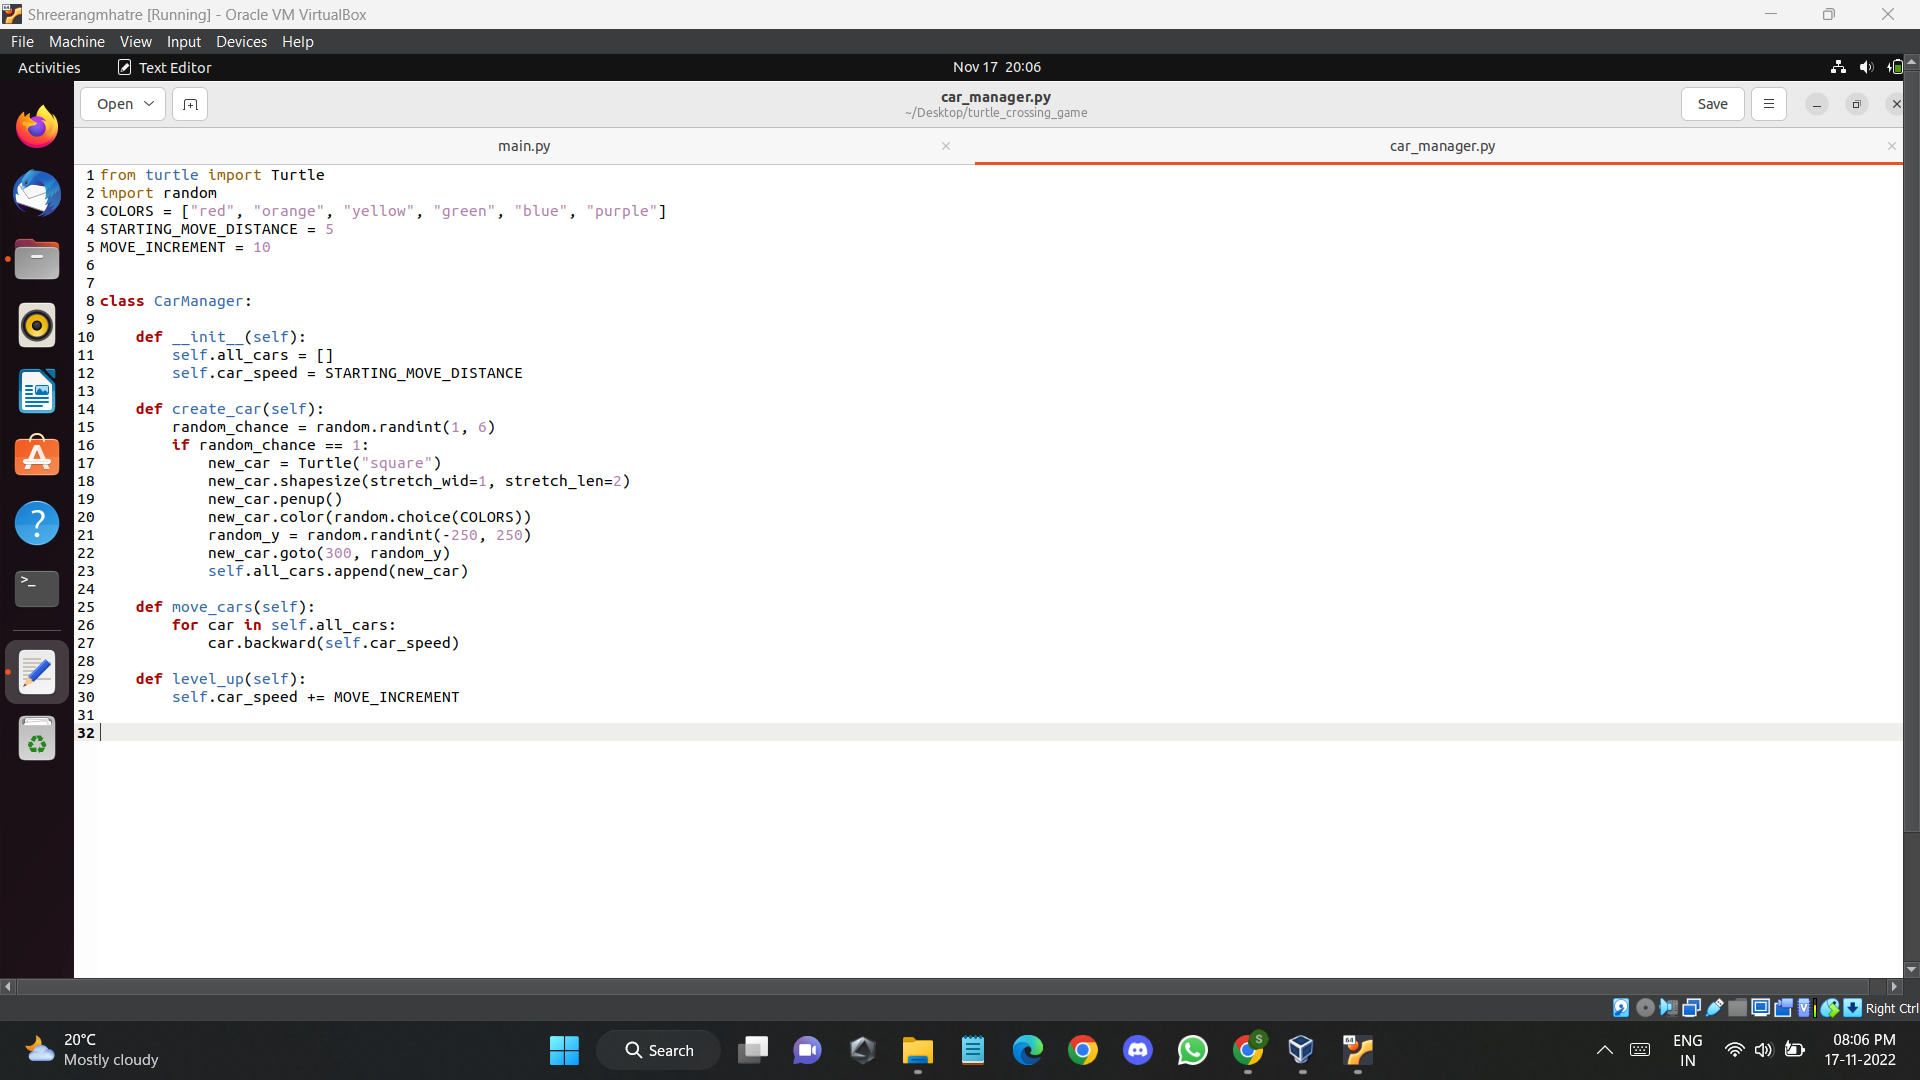 Shreerangmhatre [Running] - Oracle VM VirtualBox
File Machine View Input Devices Help
Activities Text Editor Nov 17 20:06
Open car_manager.py Save
~/Desktop/turtle_crossing_game
main.py car_manager.py
1 from turtle import Turtle
2 import random
3 COLORS = ["red", "orange", "yellow", "green", "blue", "purple"]
4 STARTING_MOVE_DISTANCE = 5
5 MOVE_INCREMENT = 10
6
7
8 class CarManager:
9
10     def __init__(self):
11         self.all_cars = []
12         self.car_speed = STARTING_MOVE_DISTANCE
13
14     def create_car(self):
15         random_chance = random.randint(1, 6)
16         if random_chance == 1:
17             new_car = Turtle("square")
18             new_car.shapesize(stretch_wid=1, stretch_len=2)
19             new_car.penup()
20             new_car.color(random.choice(COLORS))
21             random_y = random.randint(-250, 250)
22             new_car.goto(300, random_y)
23             self.all_cars.append(new_car)
24
25     def move_cars(self):
26         for car in self.all_cars:
27             car.backward(self.car_speed)
28
29     def level_up(self):
30         self.car_speed += MOVE_INCREMENT
31
32
Right Ctrl
20°C
Mostly cloudy
Search
ENG
IN
08:06 PM
17-11-2022